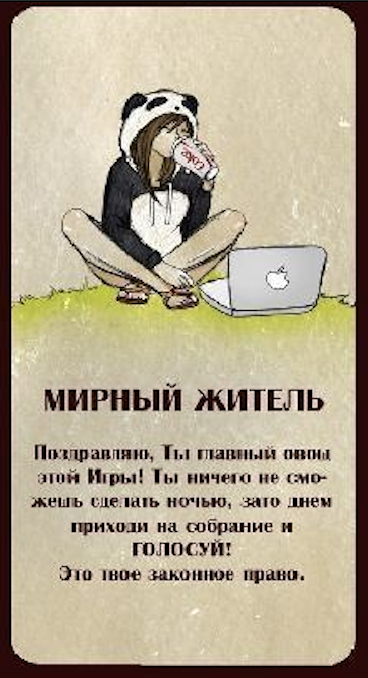 Coke
МИРНЫЙ ЖИТЕЛЬ
Поздравляю, Ты главный овощ
этой Игры! Ты ничего не смо-
жешь сделать ночью, зато днем
приходи на собрание и
ГОЛОСУЙ!
Это твое законное право.